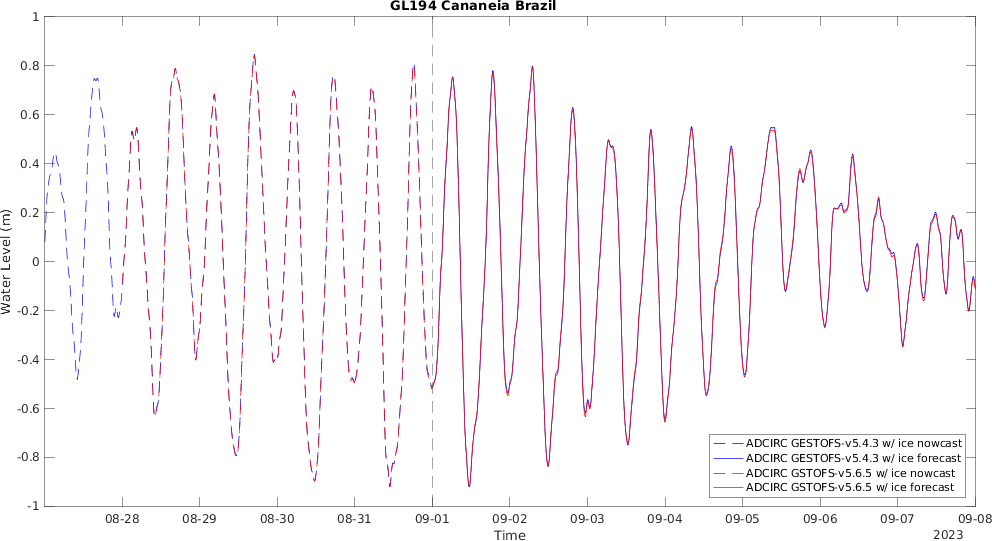 GL194 Cananeia Brazil
1
0.8
0.6
0.4
0.2
0
-0.2
-0.4
-0.6
-0.8
-1
Water Level (m)
ADCIRC GESTOFS-v5.4.3 w/ ice nowcast
ADCIRC GESTOFS-v5.4.3 w/ ice forecast
ADCIRC GSTOFS-v5.6.5 w/ ice nowcast
ADCIRC GSTOFS-v5.6.5 w/ ice forecast
08-28 08-29 08-30 08-31 09-01 09-02 09-03 09-04 09-05 09-06 09-07 09-08
Time
2023